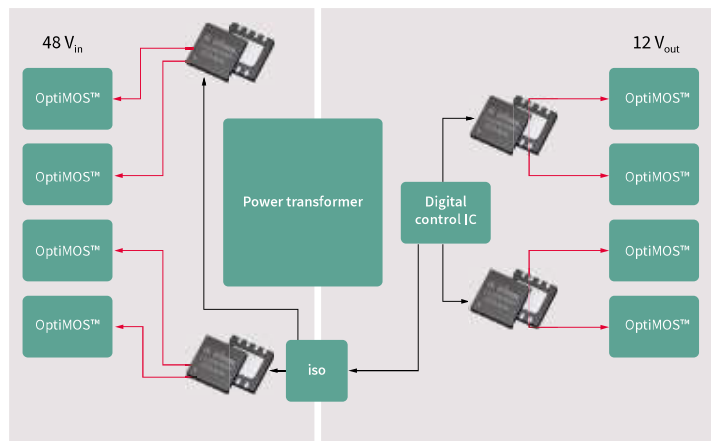 48 Vin
12 Vout
OptiMOS™
OptiMOS™
OptiMOS™
OptiMOS™
Power transformer
Digital
control IC
iso
OptiMOS™
OptiMOS™
OptiMOS™
OptiMOS™